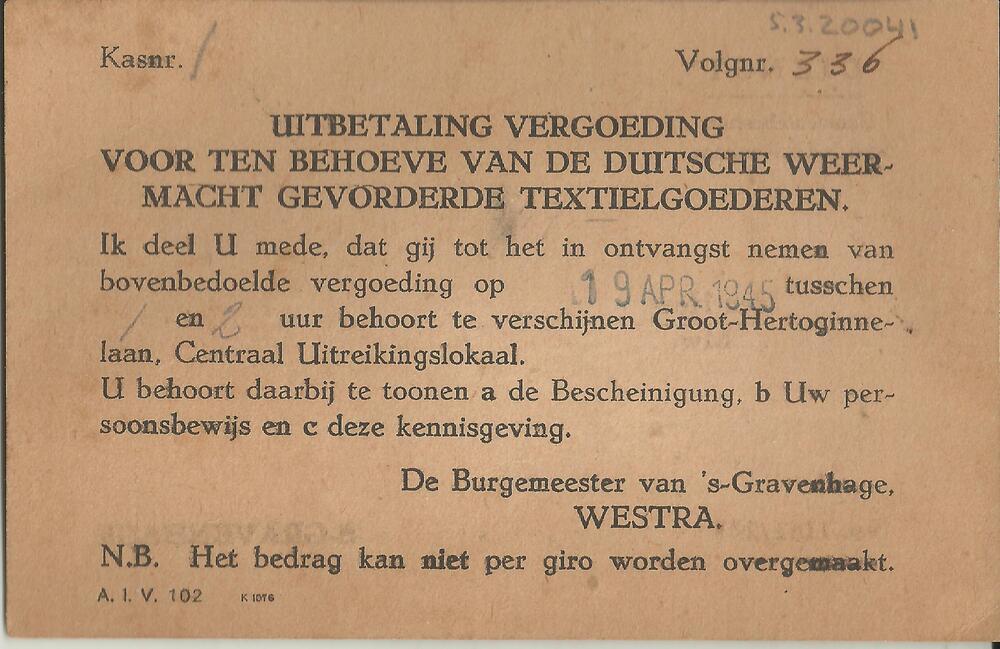 5.3.20041
Kasnr. 1 Volgnr. 336
UITBETALING VERGOEDING
VOOR TEN BEHOEVE VAN DE DUITSCHE WEER-
MACHT GEVORDERDE TEXTIELGOEDEREN.
Ik deel U mede, dat gij tot het in ontvangst nemen van
bovenbedoelde vergoeding op 19 APR. 1945 tusschen
1 en 2 uur behoort te verschijnen Groot-Hertoginne-
laan, Centraal Uitreikingslokaal.
U behoort daarbij te toonen a de Bescheinigung, b Uw per-
soonsbewijs en c deze kennisgeving.
De Burgemeester van 's-Gravenhage,
WESTRA.
N.B. Het bedrag kan niet per giro worden overgemaakt.
A. I. V. 102 K 1076